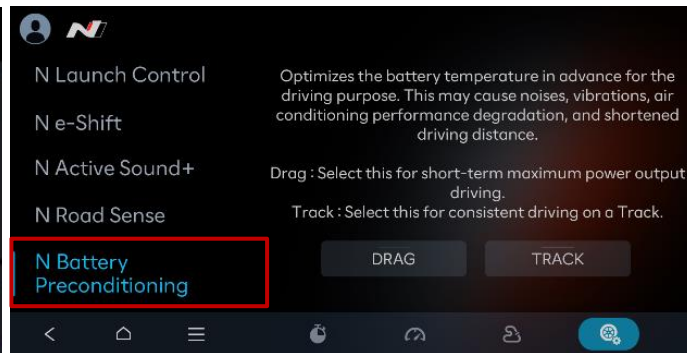 N
N Launch Control
N e-Shift
N Active Sound+
N Road Sense
N Battery
Preconditioning
Optimizes the battery temperature in advance for the
driving purpose. This may cause noises, vibrations, air
conditioning performance degradation, and shortened
driving distance.
Drag : Select this for short-term maximum power output
driving.
Track : Select this for consistent driving on a Track.
DRAG
TRACK